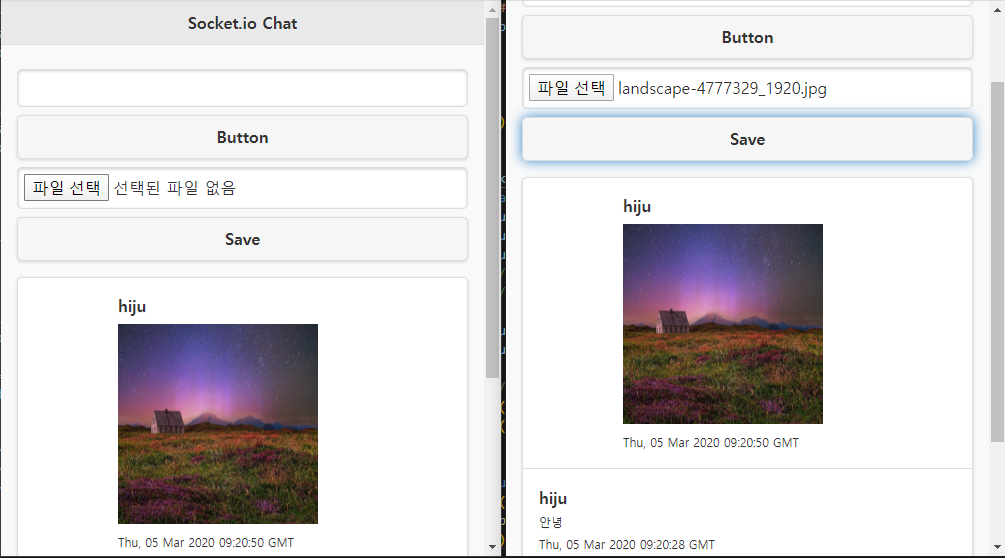 Socket.io Chat
Button
파일 선택 선택된 파일 없음
Save
hiju
Thu, 05 Mar 2020 09:20:50 GMT
Button
파일 선택 landscape-4777329_1920.jpg
Save
hiju
Thu, 05 Mar 2020 09:20:50 GMT
hiju
안녕
Thu, 05 Mar 2020 09:20:28 GMT